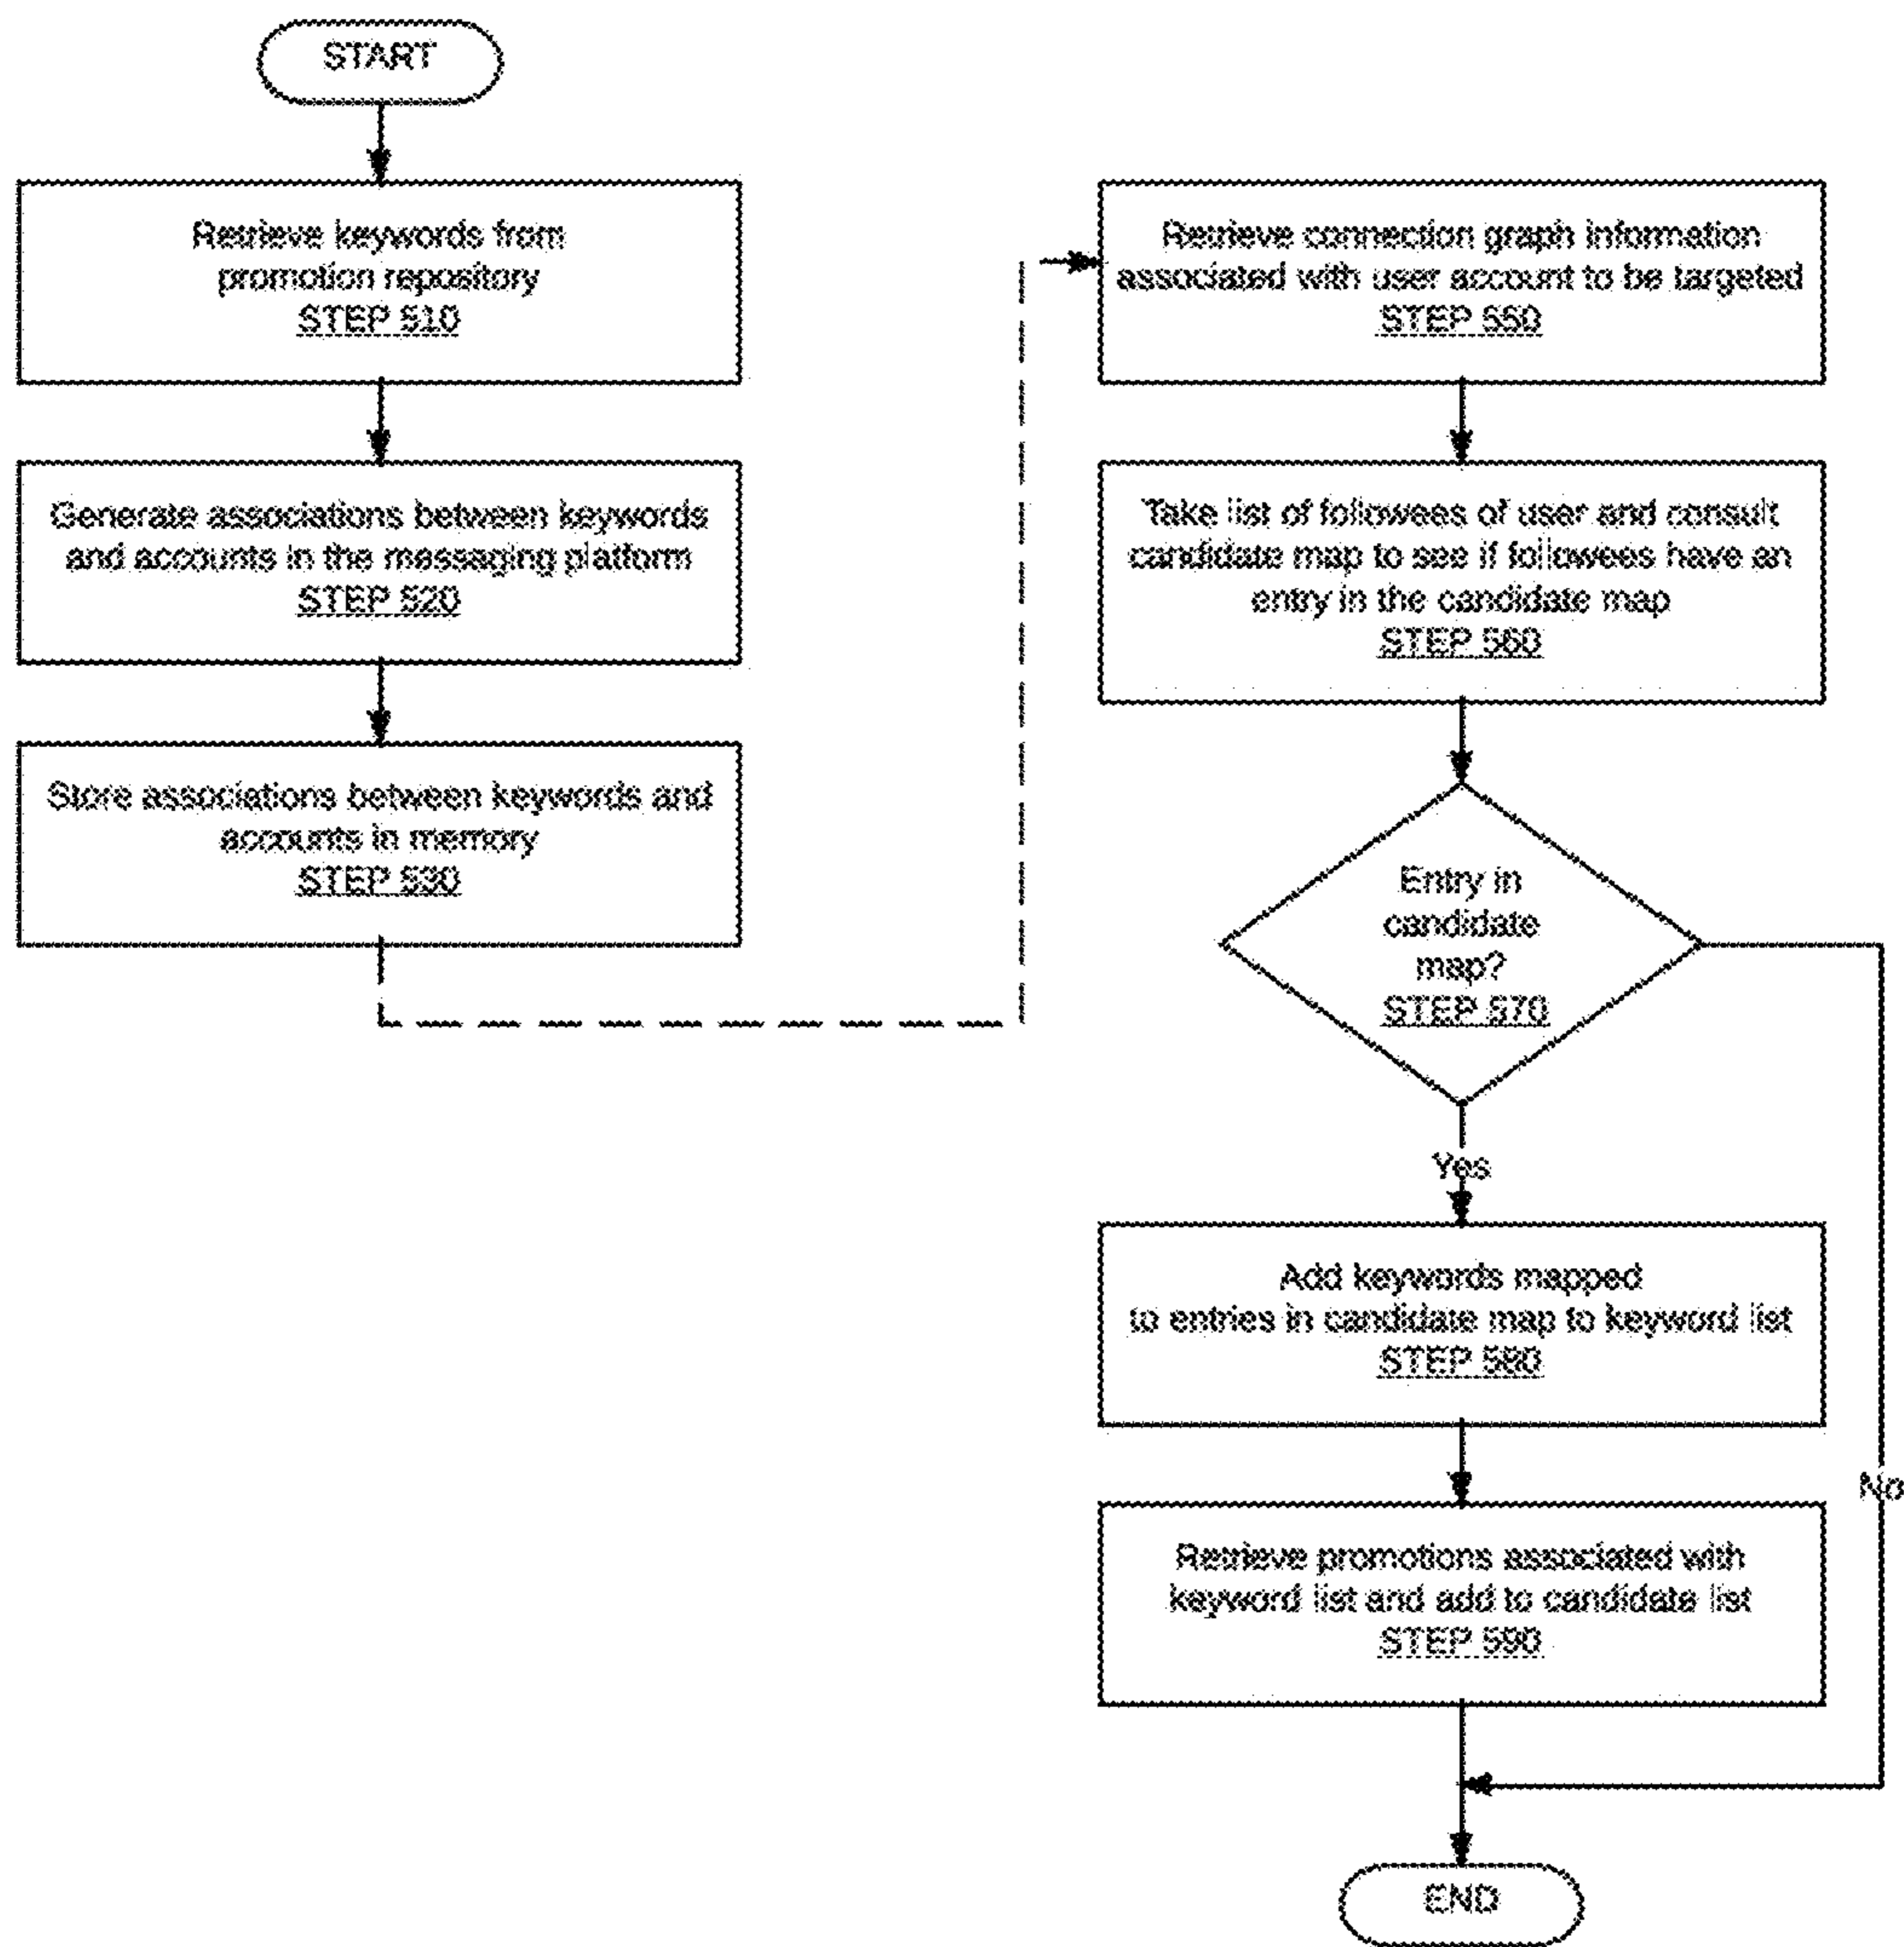 START
Retrieve keywords from
promotion repository
STEP 510
Generate associations between keywords
and accounts in the messaging platform
STEP 520
Store associations between keywords and
accounts in memory
STEP 530
Retrieve connection graph information
associated with user account to be targeted
STEP 550
Take list of followees of user and consult
candidate map to see if followees have an
entry in the candidate map
STEP 560
Entry in
candidate
map?
STEP 570
Yes
Add keywords mapped
to entries in candidate map to keyword list
STEP 580
No
Retrieve promotions associated with
keyword list and add to candidate list
STEP 590
END